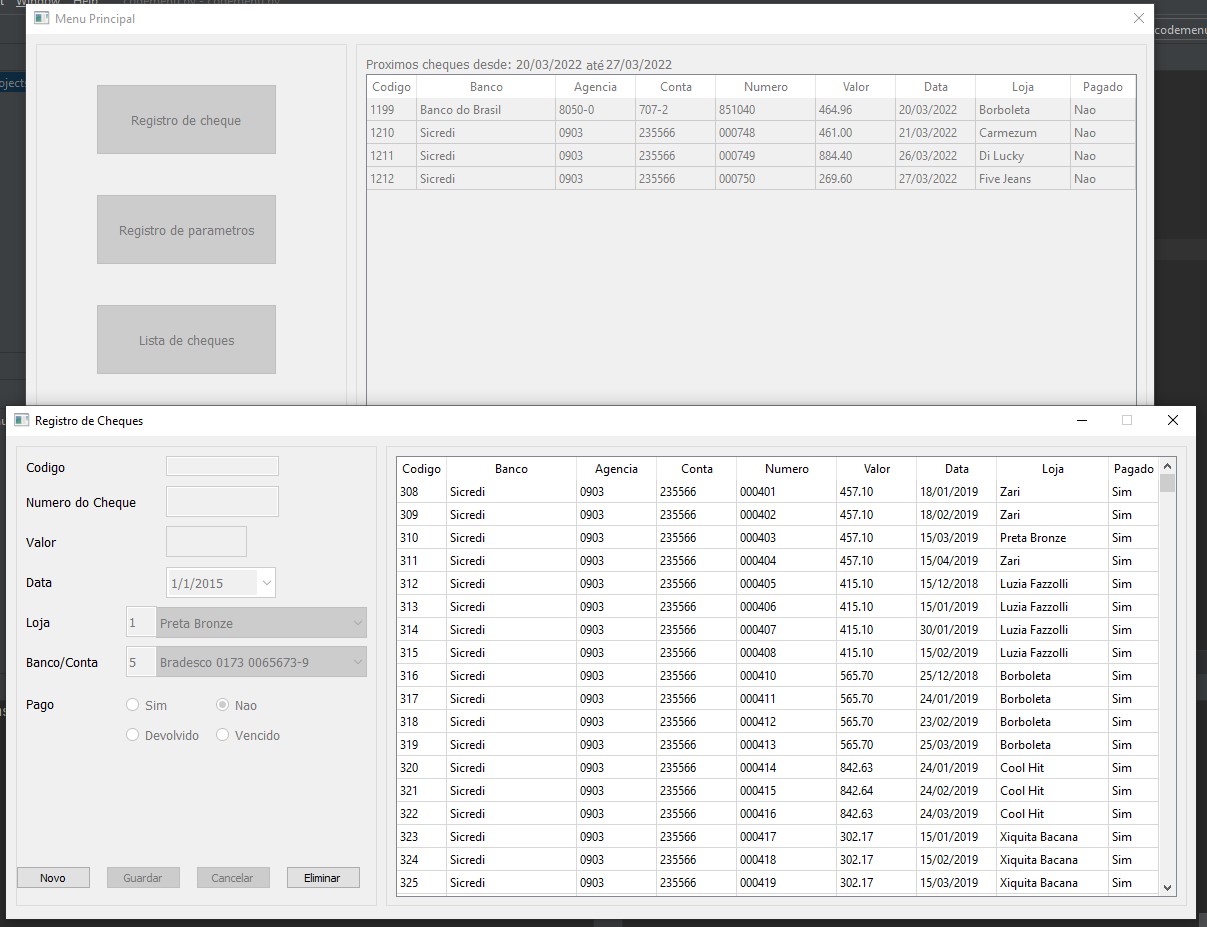 Window Help
Menu Principal
codemenu
oject
Registro de cheque
Registro de parametros
Lista de cheques
Proximos cheques desde: 20/03/2022 até 27/03/2022
Codigo Banco Agencia Conta Numero Valor Data Loja Pagado
1199 Banco do Brasil 8050-0 707-2 851040 464.96 20/03/2022 Borboleta Nao
1210 Sicredi 0903 235566 000748 461.00 21/03/2022 Carmezum Nao
1211 Sicredi 0903 235566 000749 884.40 26/03/2022 Di Lucky Nao
1212 Sicredi 0903 235566 000750 269.60 27/03/2022 Five Jeans Nao
Registro de Cheques
Codigo
Numero do Cheque
Valor
Data 1/1/2015
Loja 1 Preta Bronze
Banco/Conta 5 Bradesco 0173 0065673-9
Pago Sim Nao
Devolvido Vencido
Novo Guardar Cancelar Eliminar
Codigo Banco Agencia Conta Numero Valor Data Loja Pagado
308 Sicredi 0903 235566 000401 457.10 18/01/2019 Zari Sim
309 Sicredi 0903 235566 000402 457.10 18/02/2019 Zari Sim
310 Sicredi 0903 235566 000403 457.10 15/03/2019 Preta Bronze Sim
311 Sicredi 0903 235566 000404 457.10 15/04/2019 Zari Sim
312 Sicredi 0903 235566 000405 415.10 15/12/2018 Luzia Fazzolli Sim
313 Sicredi 0903 235566 000406 415.10 15/01/2019 Luzia Fazzolli Sim
314 Sicredi 0903 235566 000407 415.10 30/01/2019 Luzia Fazzolli Sim
315 Sicredi 0903 235566 000408 415.10 15/02/2019 Luzia Fazzolli Sim
316 Sicredi 0903 235566 000410 565.70 25/12/2018 Borboleta Sim
317 Sicredi 0903 235566 000411 565.70 24/01/2019 Borboleta Sim
318 Sicredi 0903 235566 000412 565.70 23/02/2019 Borboleta Sim
319 Sicredi 0903 235566 000413 565.70 25/03/2019 Borboleta Sim
320 Sicredi 0903 235566 000414 842.63 24/01/2019 Cool Hit Sim
321 Sicredi 0903 235566 000415 842.64 24/02/2019 Cool Hit Sim
322 Sicredi 0903 235566 000416 842.63 24/03/2019 Cool Hit Sim
323 Sicredi 0903 235566 000417 302.17 15/01/2019 Xiquita Bacana Sim
324 Sicredi 0903 235566 000418 302.17 15/02/2019 Xiquita Bacana Sim
325 Sicredi 0903 235566 000419 302.17 15/03/2019 Xiquita Bacana Sim